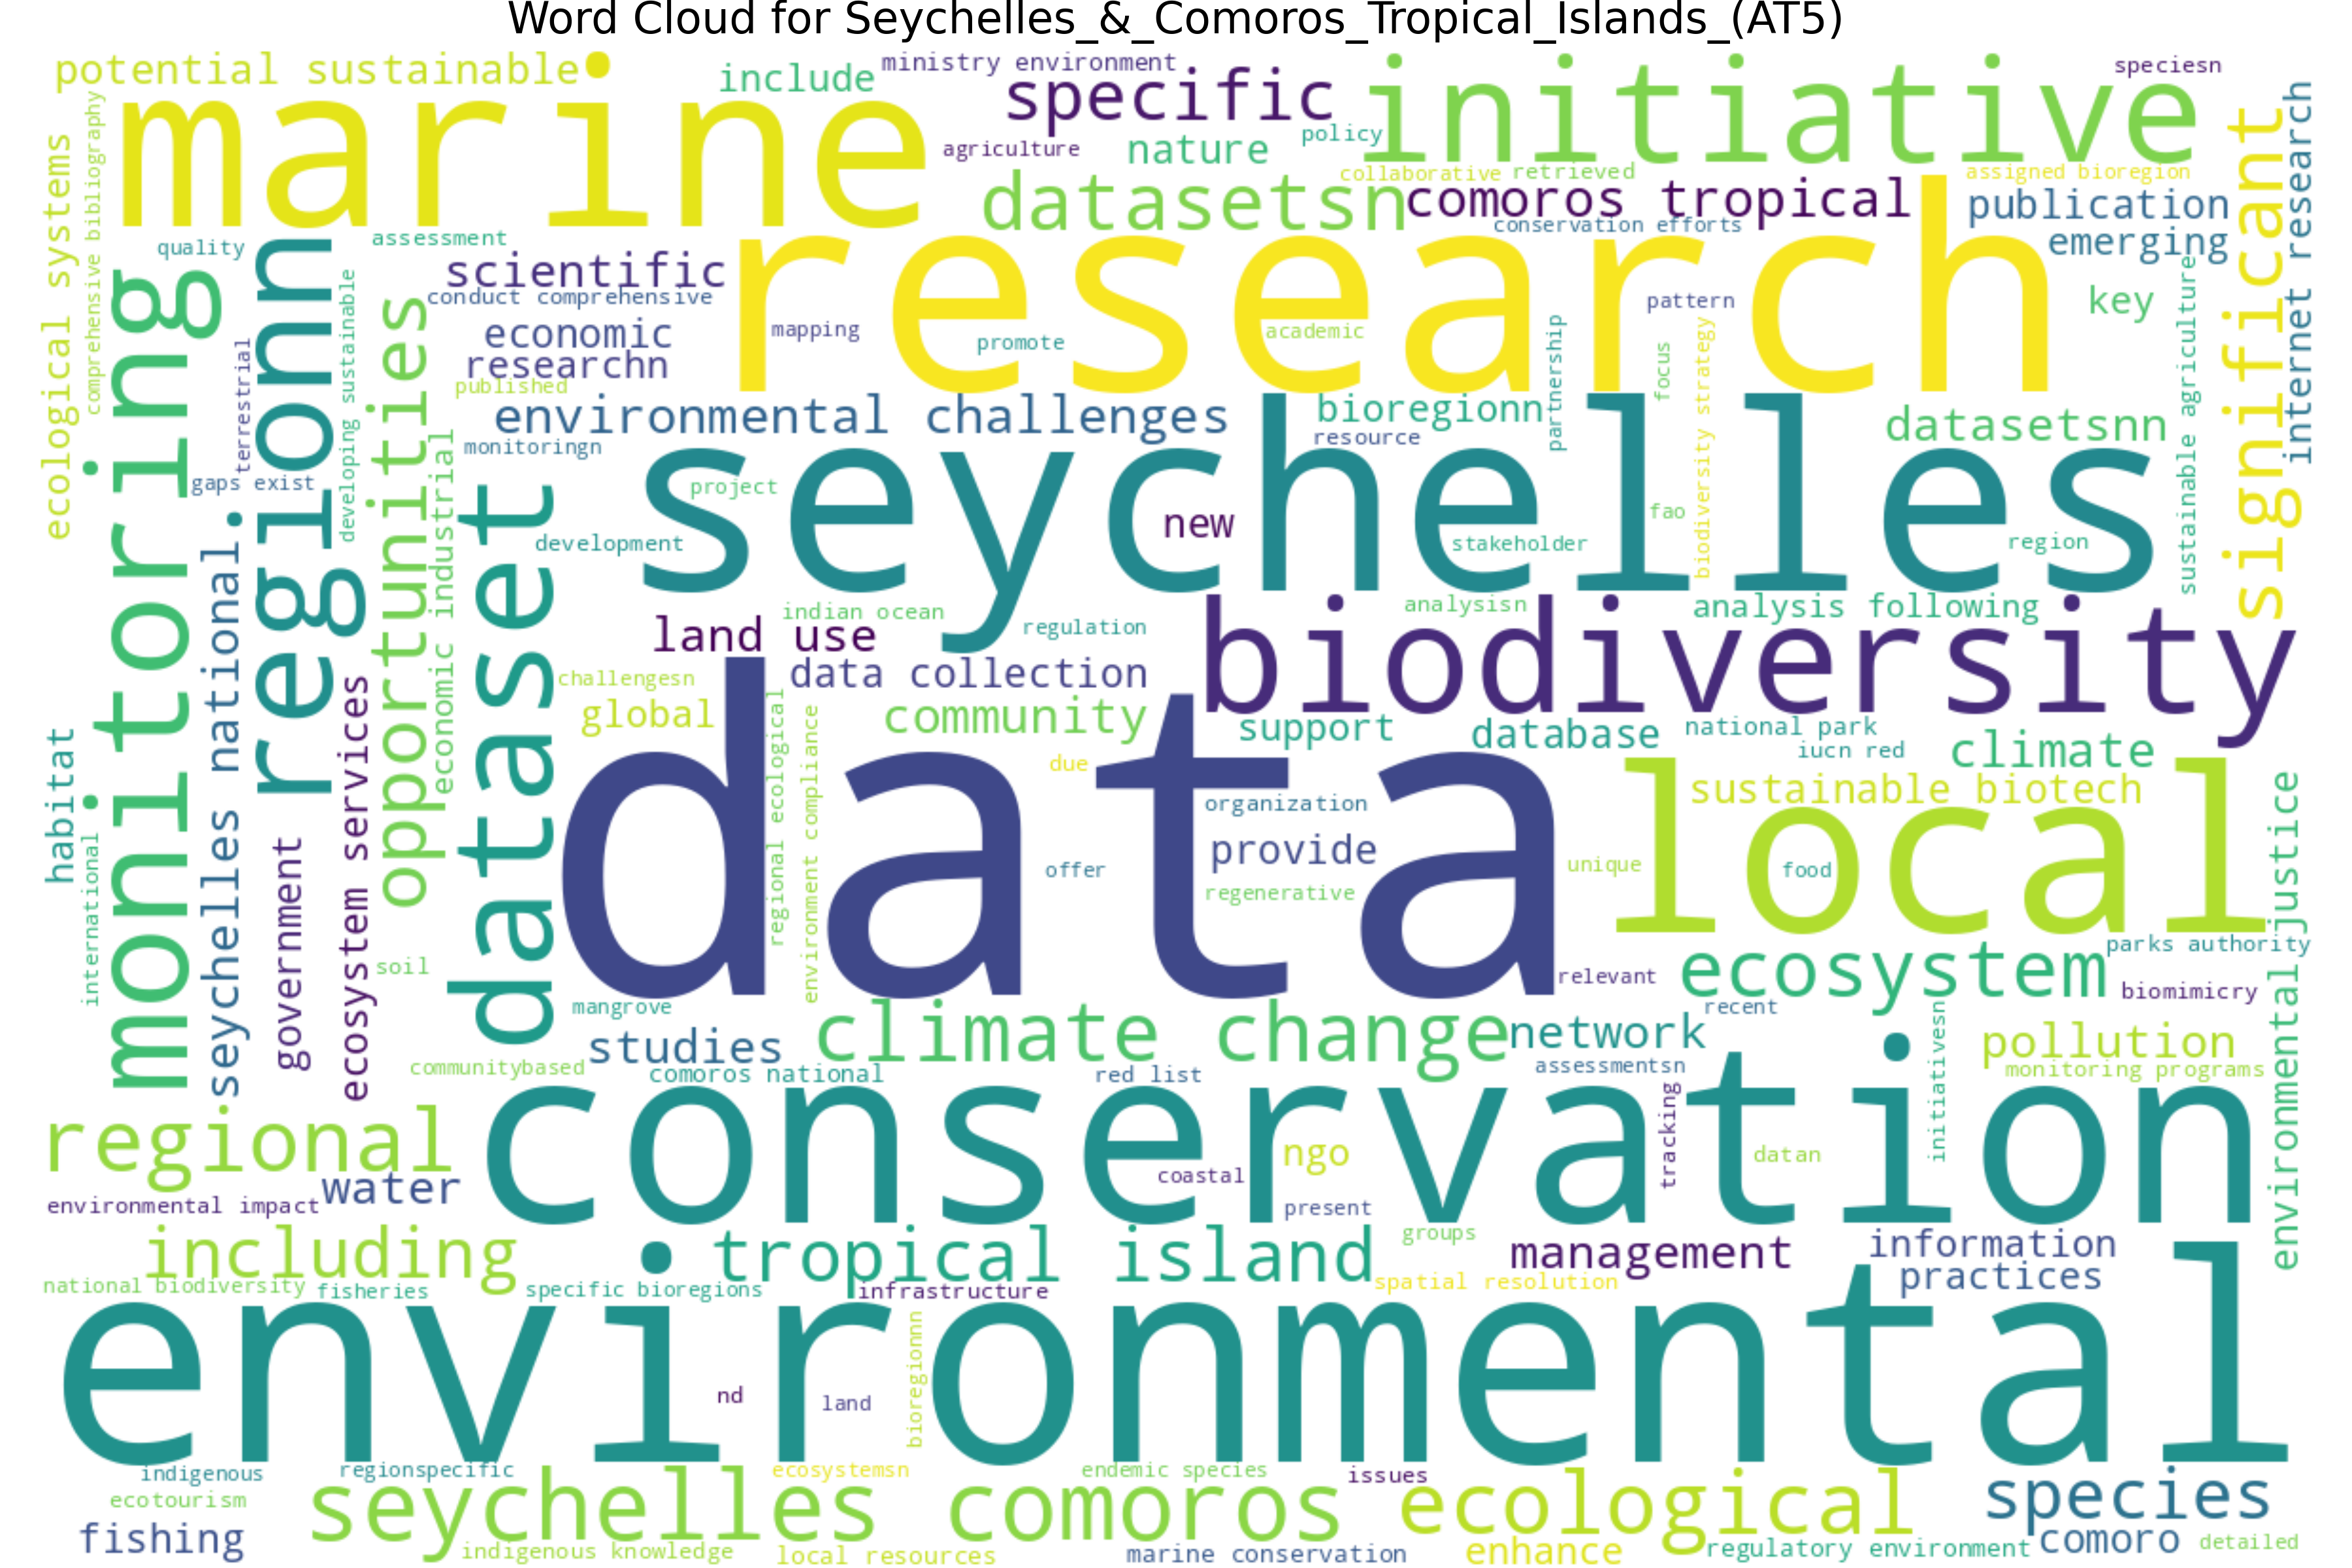 Word Cloud for Seychelles_&_Comoros_Tropical_Islands_(AT5)
potential sustainable
include
ministry environment
specific
initiative
speciesn
marine
agriculture
nature
policy
collaborative
retrieved
assigned bioregion
ecological systems
comprehensive bibliography
datasetsn
comoros tropical
publication
significant
internet research
conservation efforts
emerging
quality
assessment
scientific
research
conduct comprehensive
economic
mapping
promote
academic
pattern
key
researchn
published
monitoring
regionn
terrestrial
developing sustainable
opportunities
environmental challenges
bioregionn
partnership
focus
biodiversity strategy
sustainable agriculture
datasetsnn
monitoringn
resource
seychelles
gaps exist
economic industrial
project
new
fao
development
stakeholder
region
dataset
seychelles national
indian ocean
regulation
analysisn
analysis following
land use
biodiversity
data collection
challengesn
global
community
support
database
national park
iucn red
climate
habitat
international
government
ecosystem services
regional ecological
environment compliance
due
data
organization
sustainable biotech
local
provide
offer
regenerative
unique
food
environmental justice
soil
relevant
ecosystem
parks authority
biomimicry
mangrove
recent
studies
climate change
network
pollution
communitybased
comoros national
red list
assessmentsn
monitoring programs
initiativesn
tracking
regional
conservation
ngo
datan
coastal
water
environmental impact
present
including
tropical island
groups
management
information
practices
national biodiversity
fisheries
specific bioregions
infrastructure
spatial resolution
environmental
bioregionnn
nd
land
indigenous
regionspecific
ecosystemsn
endemic species
issues
ecotourism
seychelles comoros
ecological
species
fishing
indigenous knowledge
local resources
marine conservation
enhance
regulatory environment
comoro
detailed